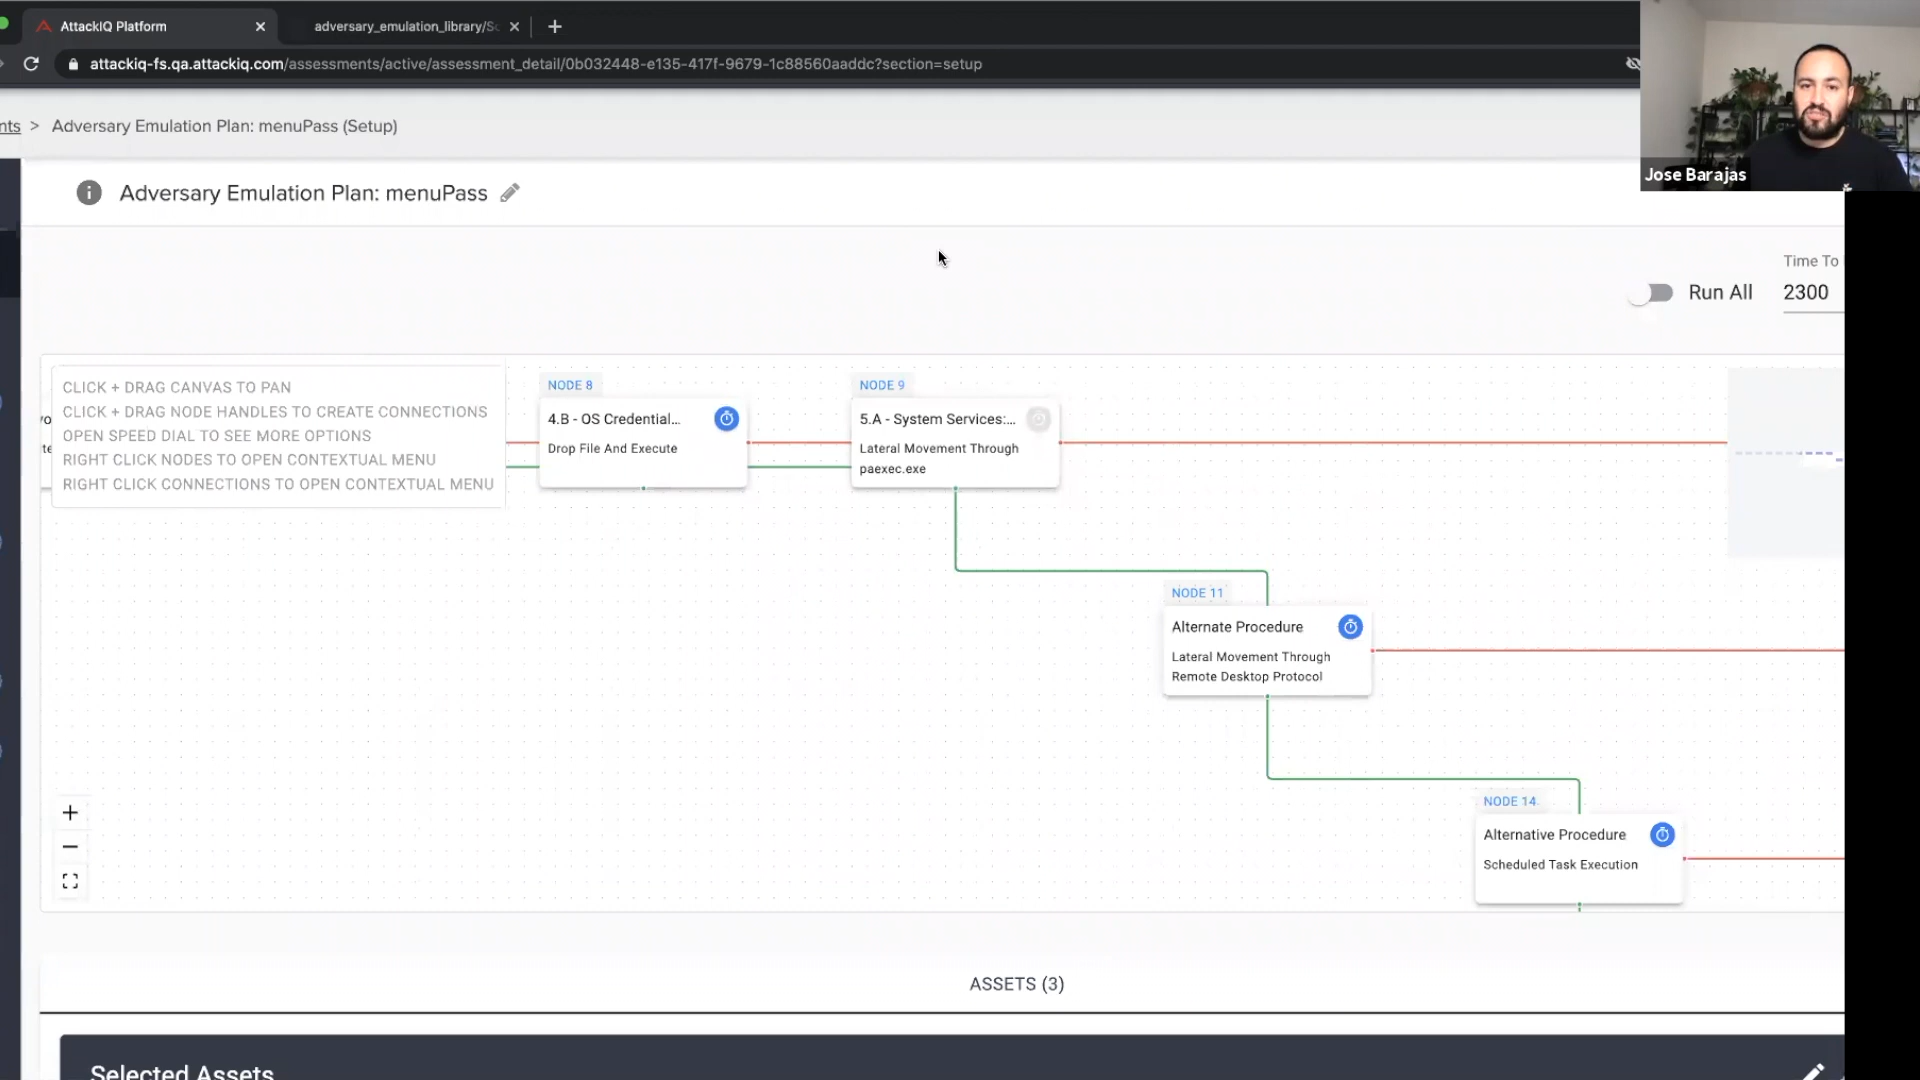 AttackIQ Platform
adversary_emulation_library/Sc
attackiq-fs.qa.attackiq.com/assessments/active/assessment_detail/0b032448-e135-417f-9679-1c88560aaddc?section=setup
Jose Barajas
nts > Adversary Emulation Plan: menuPass (Setup)
Adversary Emulation Plan: menuPass
Time To
Run All
2300
CLICK + DRAG CANVAS TO PAN
CLICK + DRAG NODE HANDLES TO CREATE CONNECTIONS
OPEN SPEED DIAL TO SEE MORE OPTIONS
RIGHT CLICK NODES TO OPEN CONTEXTUAL MENU
RIGHT CLICK CONNECTIONS TO OPEN CONTEXTUAL MENU
NODE 8
4.B - OS Credential...
Drop File And Execute
NODE 9
5.A - System Services:...
Lateral Movement Through
paexec.exe
NODE 11
Alternate Procedure
Lateral Movement Through
Remote Desktop Protocol
NODE 14
Alternative Procedure
Scheduled Task Execution
ASSETS (3)
Selected Assets